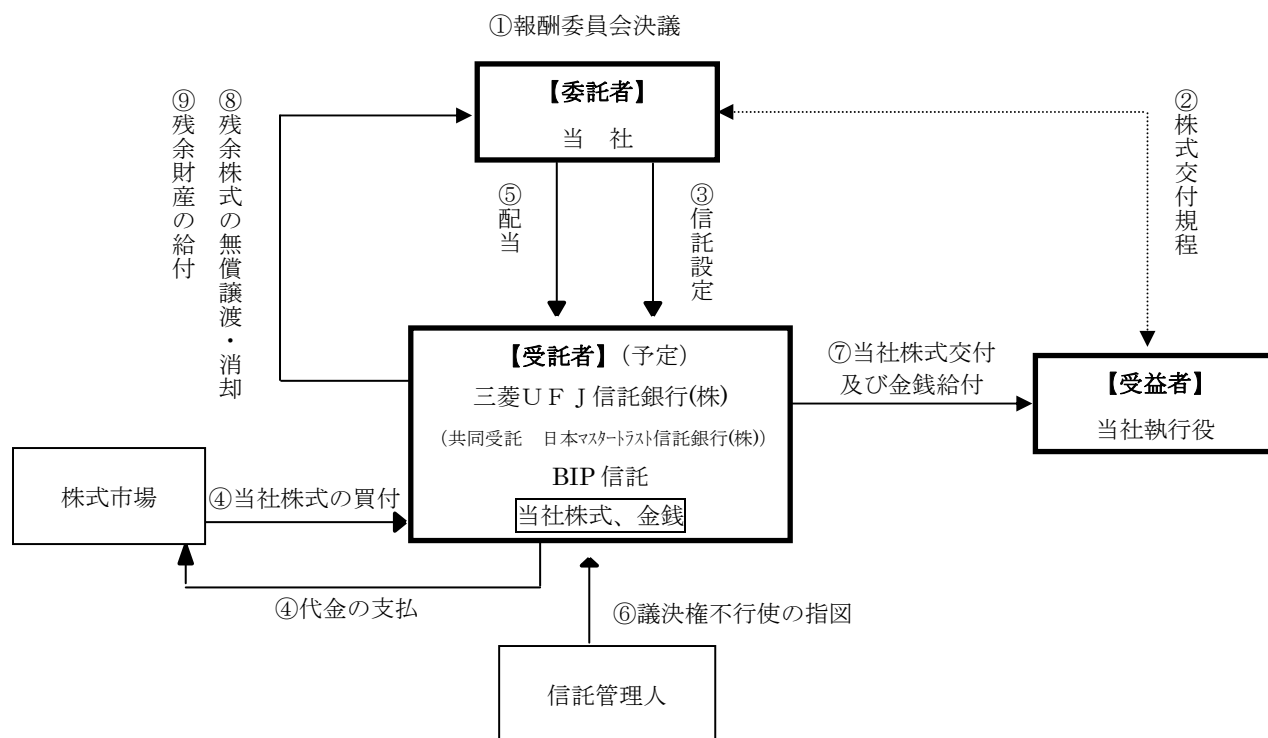 ①報酬委員会決議
【委託者】
当　社
⑨残余財産の給付
⑧残余株式の無償譲渡・消却
⑤配当
③信託設定
②株式交付規程
【受託者】(予定)
三菱ＵＦＪ信託銀行(株)
（共同受託　日本ﾏｽﾀｰﾄﾗｽﾄ信託銀行(株)）
BIP 信託
当社株式、金銭
⑦当社株式交付
及び金銭給付
【受益者】
当社執行役
株式市場
④当社株式の買付
④代金の支払
⑥議決権不行使の指図
信託管理人